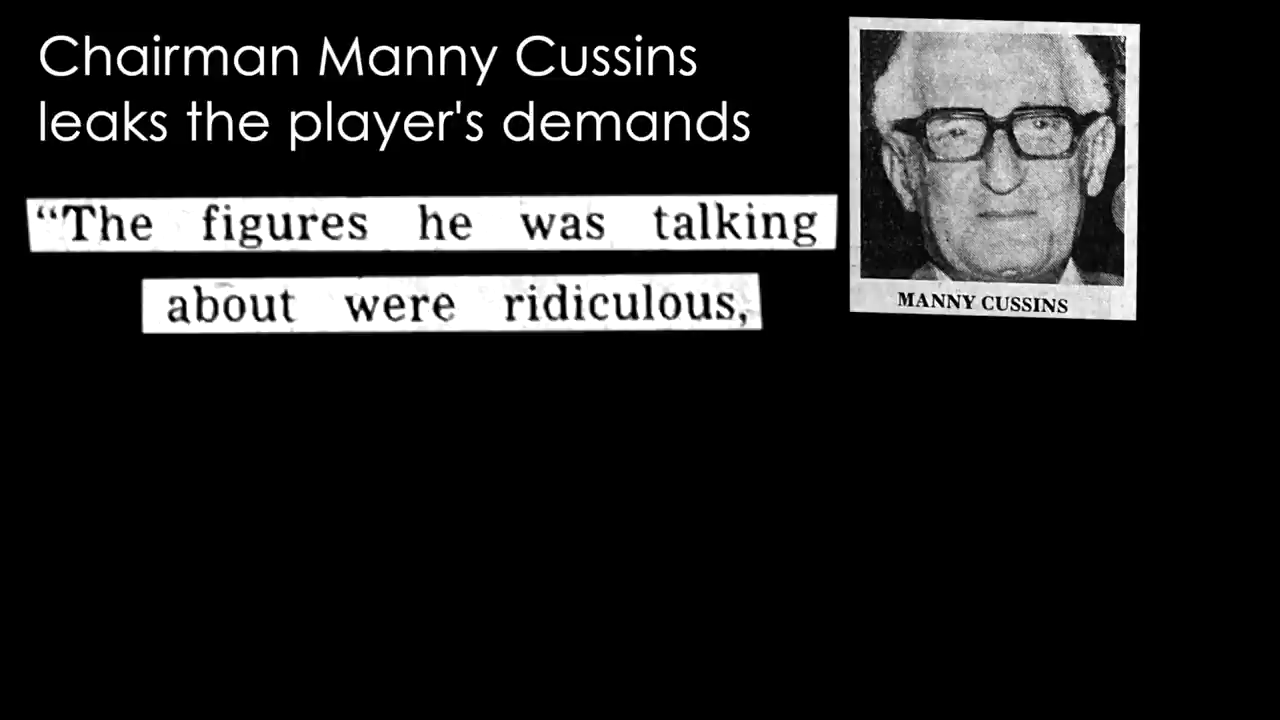 Chairman Manny Cussins
leaks the player's demands
“The figures he was talking
about were ridiculous,
MANNY CUSSINS